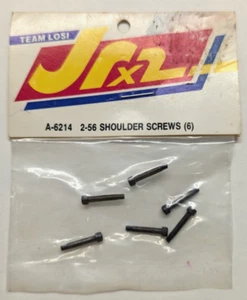 TEAM LOSI
JRX2
A-6214 2-56 SHOULDER SCREWS (6)